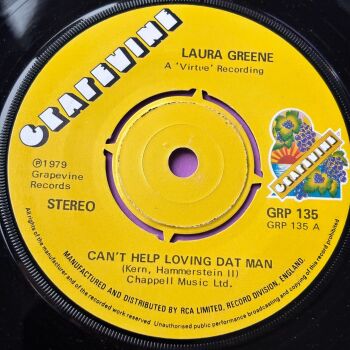 GRAPEVINE
LAURA GREENE
A 'Virtue' Recording
℗1979
Grapevine
Records
STEREO
GRAPEVINE
GRP 135
GRP 135 A
CAN'T HELP LOVING DAT MAN
(Kern, Hammerstein II)
Chappell Music Ltd.
MANUFACTURED AND DISTRIBUTED BY RCA LIMITED, RECORD DIVISION, ENGLAND.
All rights of the manufacturer and of the owner of the recorded work reserved. Unauthorised public performance broadcasting and copying of this record prohibited